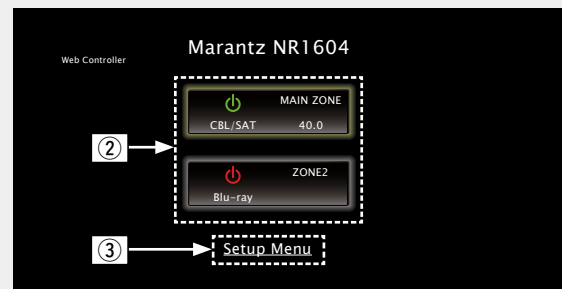 Marantz NR1604
Web Controller
MAIN ZONE
CBL/SAT 40.0
②
ZONE2
Blu-ray
③
Setup Menu